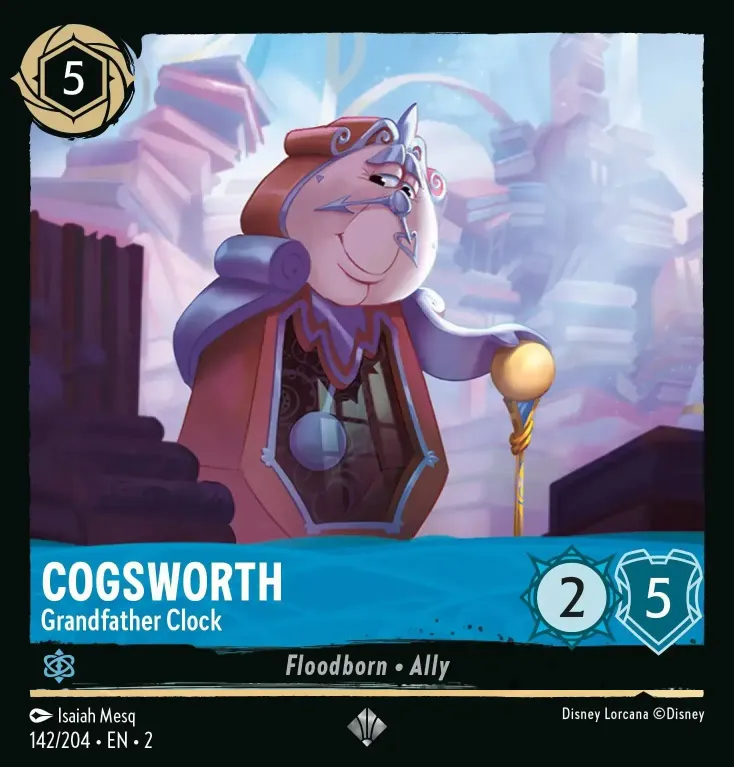 5
COGSWORTH
Grandfather Clock
2
5
Floodborn • Ally
Isaiah Mesq
Disney Lorcana ©Disney
142/204 • EN • 2